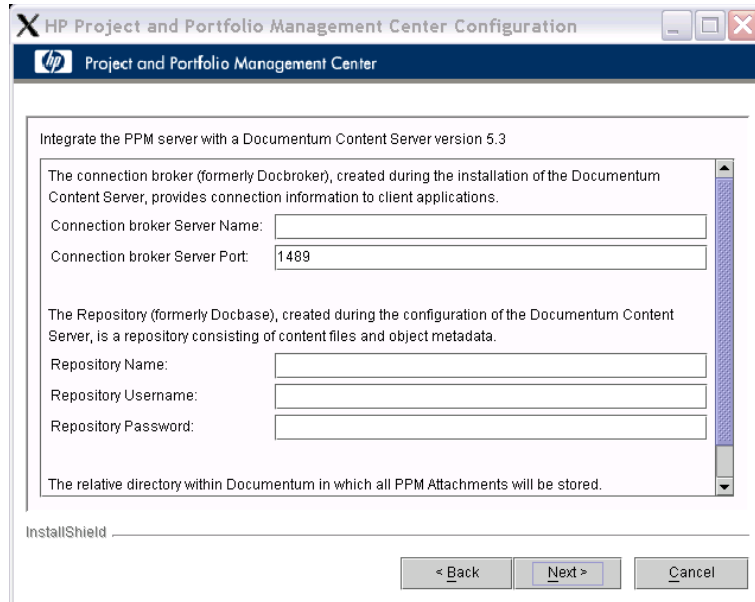 HP Project and Portfolio Management Center Configuration
hp Project and Portfolio Management Center
Integrate the PPM server with a Documentum Content Server version 5.3
The connection broker (formerly Docbroker), created during the installation of the Documentum
Content Server, provides connection information to client applications.
Connection broker Server Name:
Connection broker Server Port: 1489
The Repository (formerly Docbase), created during the configuration of the Documentum Content
Server, is a repository consisting of content files and object metadata.
Repository Name:
Repository Username:
Repository Password:
The relative directory within Documentum in which all PPM Attachments will be stored.
InstallShield
< Back Next > Cancel